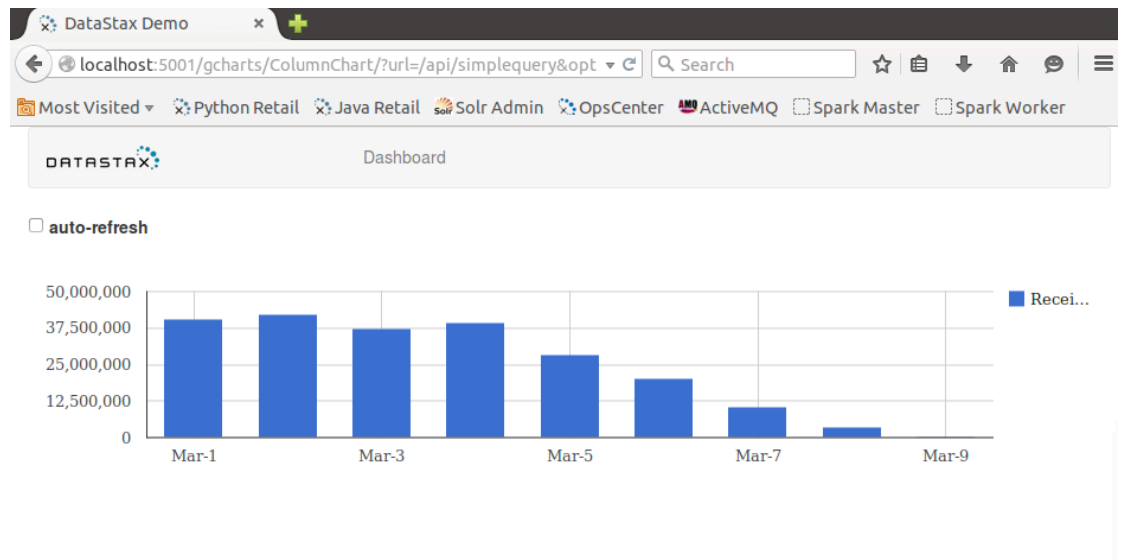 DataStax Demo
localhost:5001/gcharts/ColumnChart/?url=/api/simplequery&opt Search
Most Visited Python Retail Java Retail Solr Admin OpsCenter ActiveMQ Spark Master Spark Worker
DATASTAX Dashboard
auto-refresh
50,000,000
Recei...
37,500,000
25,000,000
12,500,000
0
Mar-1 Mar-3 Mar-5 Mar-7 Mar-9